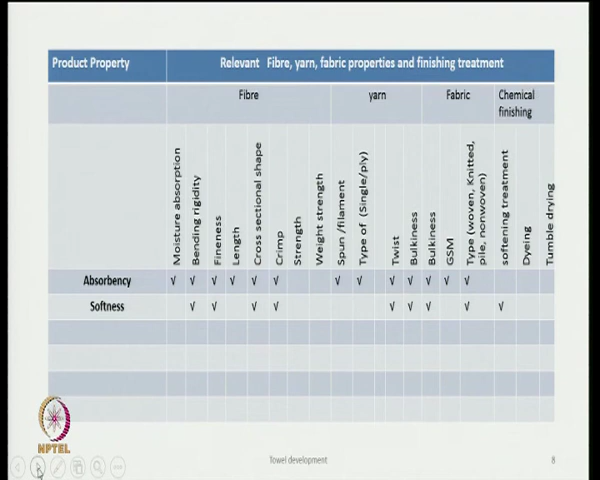 Product Property Relevant Fibre, yarn, fabric properties and finishing treatment
Fibre yarn Fabric Chemical
finishing
Moisture absorption
Bending rigidity
Fineness
Length
Cross sectional shape
Crimp
Strength
Weight strength
Spun /filament
Type of (Single/ply)
Twist
Bulkiness
Bulkiness
GSM
Type (woven, Knitted,
pile, nonwoven)
softening treatment
Dyeing
Tumble drying
Absorbency √ √ √ √ √ √ √ √ √ √ √ √ √
Softness √ √ √ √ √ √ √ √ √
NPTEL
Towel development 8